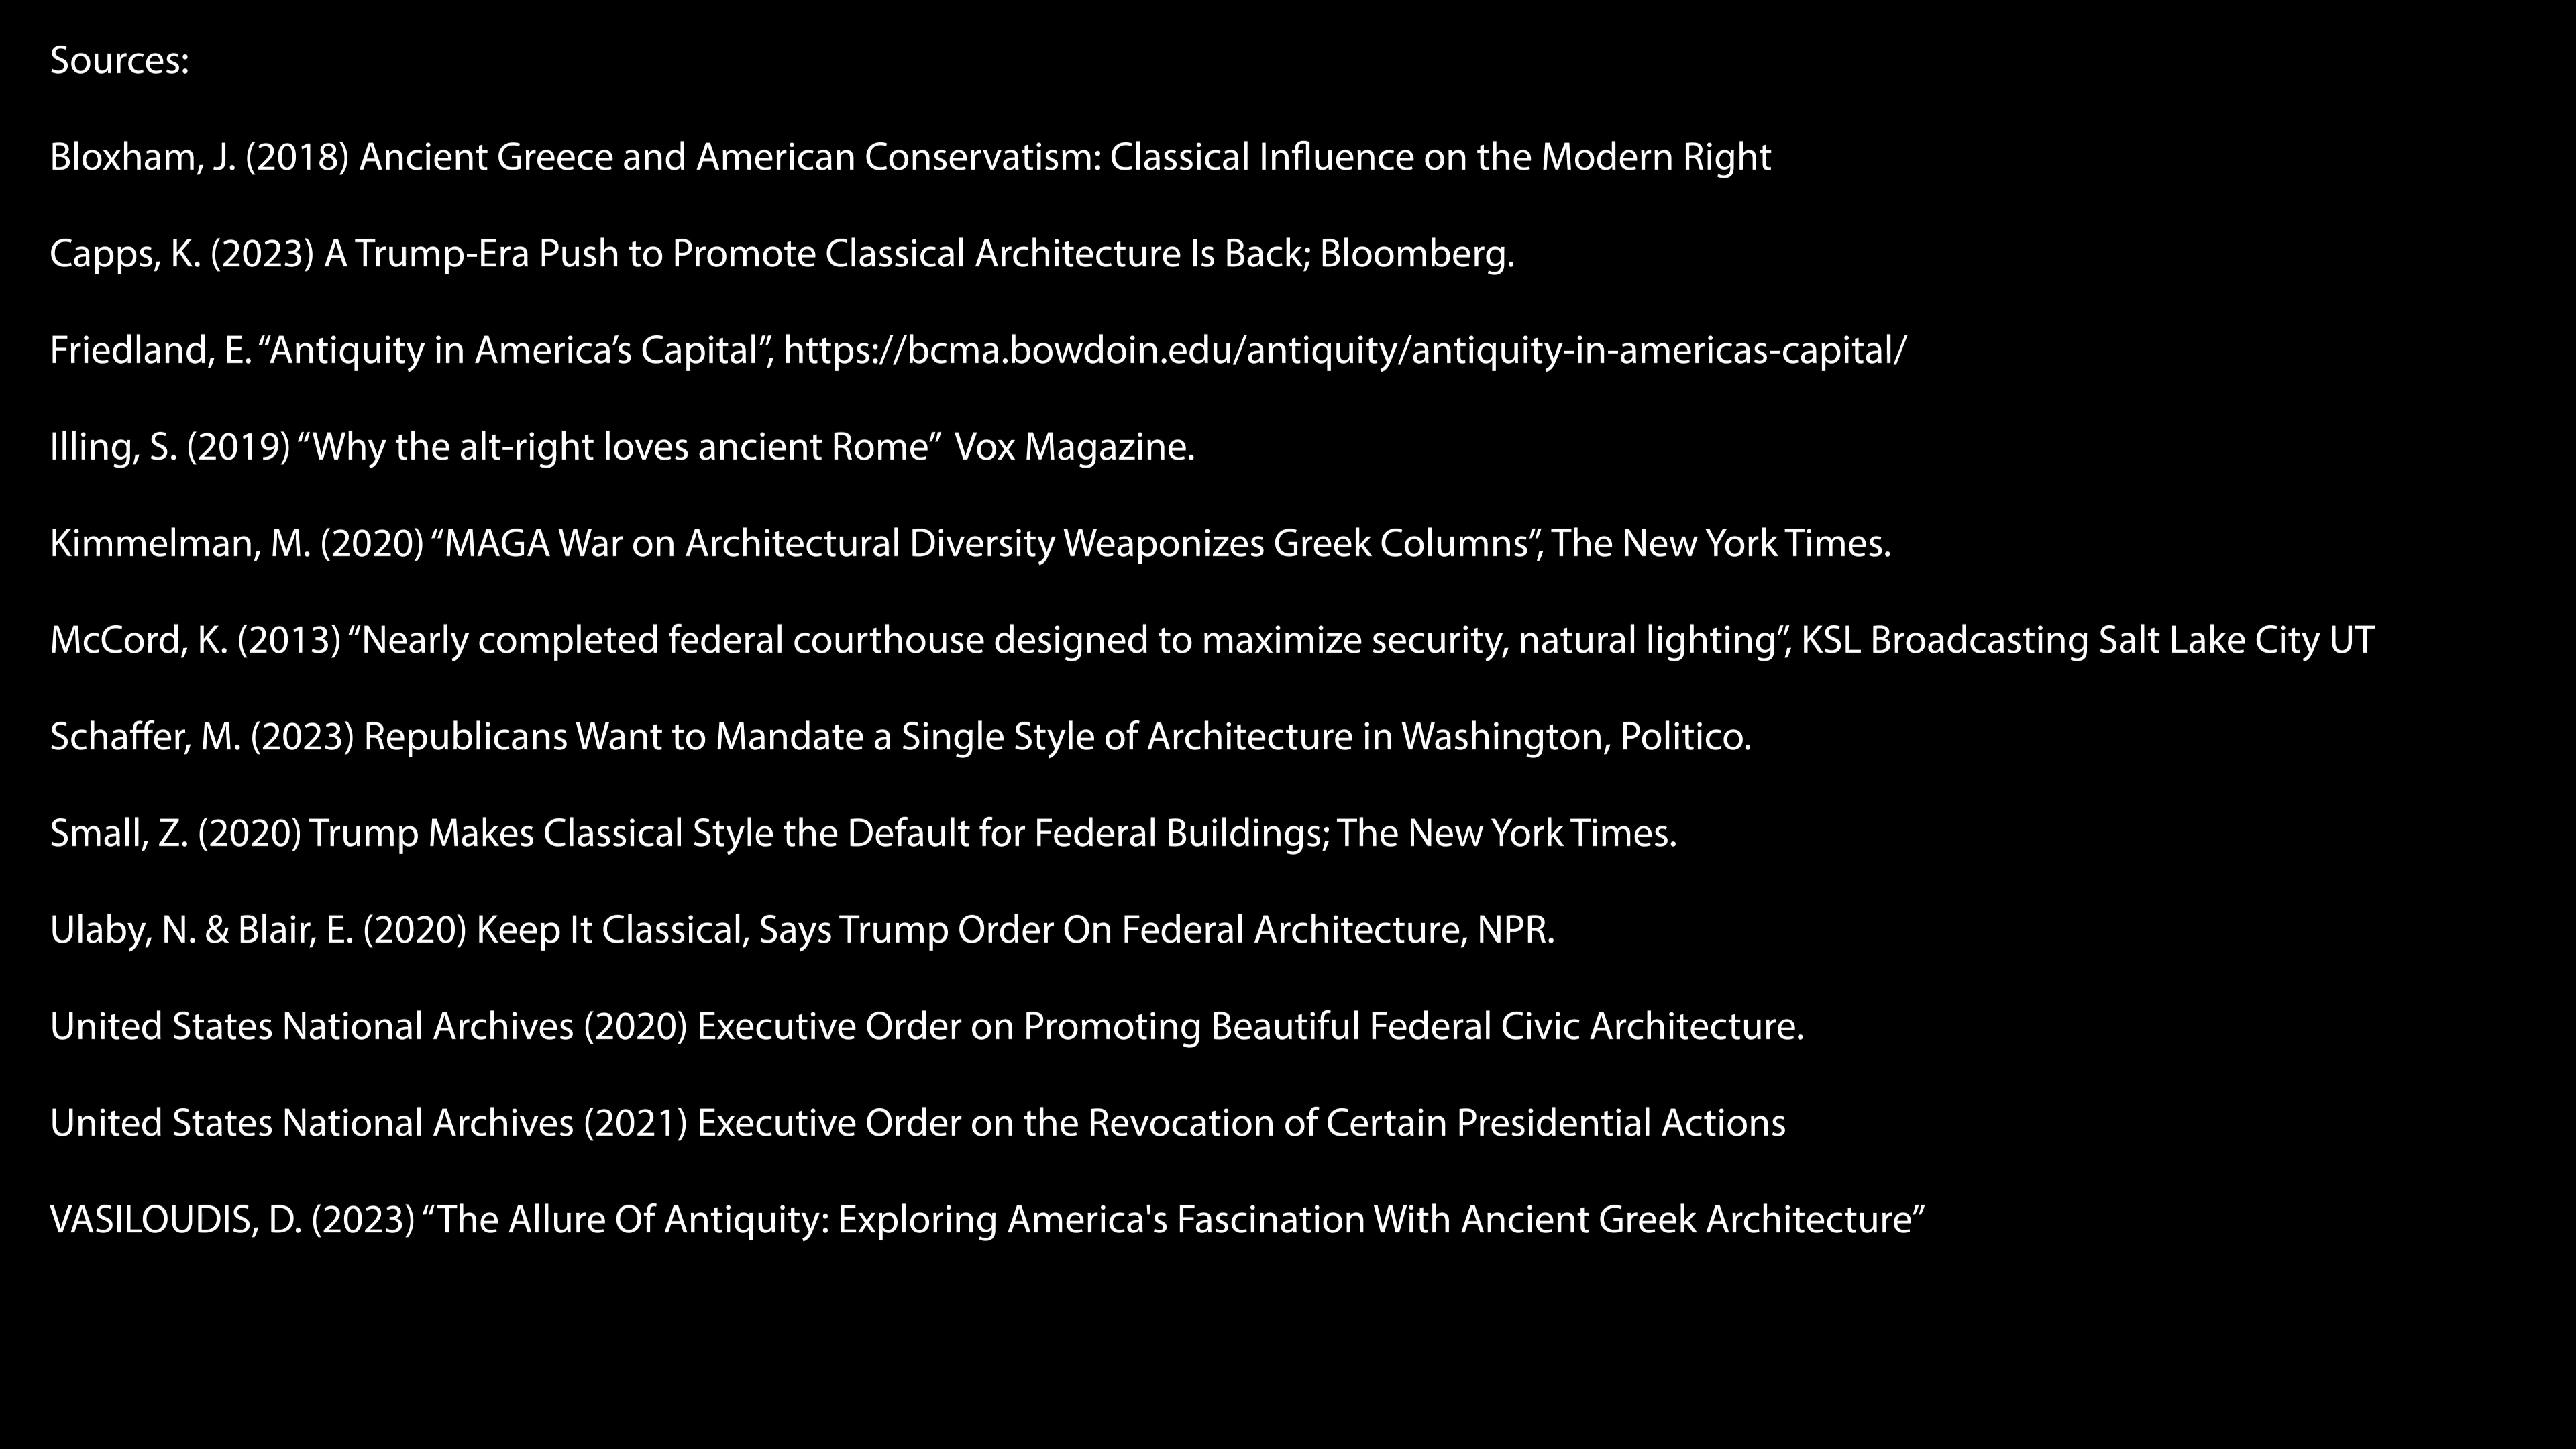 Sources:
Bloxham, J. (2018) Ancient Greece and American Conservatism: Classical Influence on the Modern Right
Capps, K. (2023) A Trump-Era Push to Promote Classical Architecture Is Back; Bloomberg.
Friedland, E. “Antiquity in America’s Capital”, https://bcma.bowdoin.edu/antiquity/antiquity-in-americas-capital/
Illing, S. (2019) “Why the alt-right loves ancient Rome” Vox Magazine.
Kimmelman, M. (2020) “MAGA War on Architectural Diversity Weaponizes Greek Columns”, The New York Times.
McCord, K. (2013) “Nearly completed federal courthouse designed to maximize security, natural lighting”, KSL Broadcasting Salt Lake City UT
Schaffer, M. (2023) Republicans Want to Mandate a Single Style of Architecture in Washington, Politico.
Small, Z. (2020) Trump Makes Classical Style the Default for Federal Buildings; The New York Times.
Ulaby, N. & Blair, E. (2020) Keep It Classical, Says Trump Order On Federal Architecture, NPR.
United States National Archives (2020) Executive Order on Promoting Beautiful Federal Civic Architecture.
United States National Archives (2021) Executive Order on the Revocation of Certain Presidential Actions
VASILOUDIS, D. (2023) “The Allure Of Antiquity: Exploring America's Fascination With Ancient Greek Architecture”